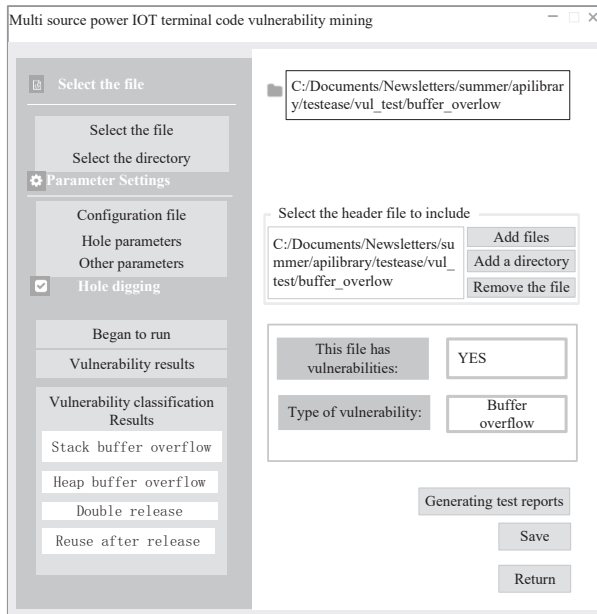 Multi source power IOT terminal code vulnerability mining
Select the file
Select the file
Select the directory
Parameter Settings
Configuration file
Hole parameters
Other parameters
Hole digging
Began to run
Vulnerability results
Vulnerability classification
Results
Stack buffer overflow
Heap buffer overflow
Double release
Reuse after release
C:/Documents/Newsletters/summer/apilibrar
y/testease/vul_test/buffer_overlow
Select the header file to include
C:/Documents/Newsletters/su
mmer/apilibrary/testease/vul_
test/buffer_overlow
Add files
Add a directory
Remove the file
This file has
vulnerabilities:
YES
Type of vulnerability:
Buffer
overflow
Generating test reports
Save
Return